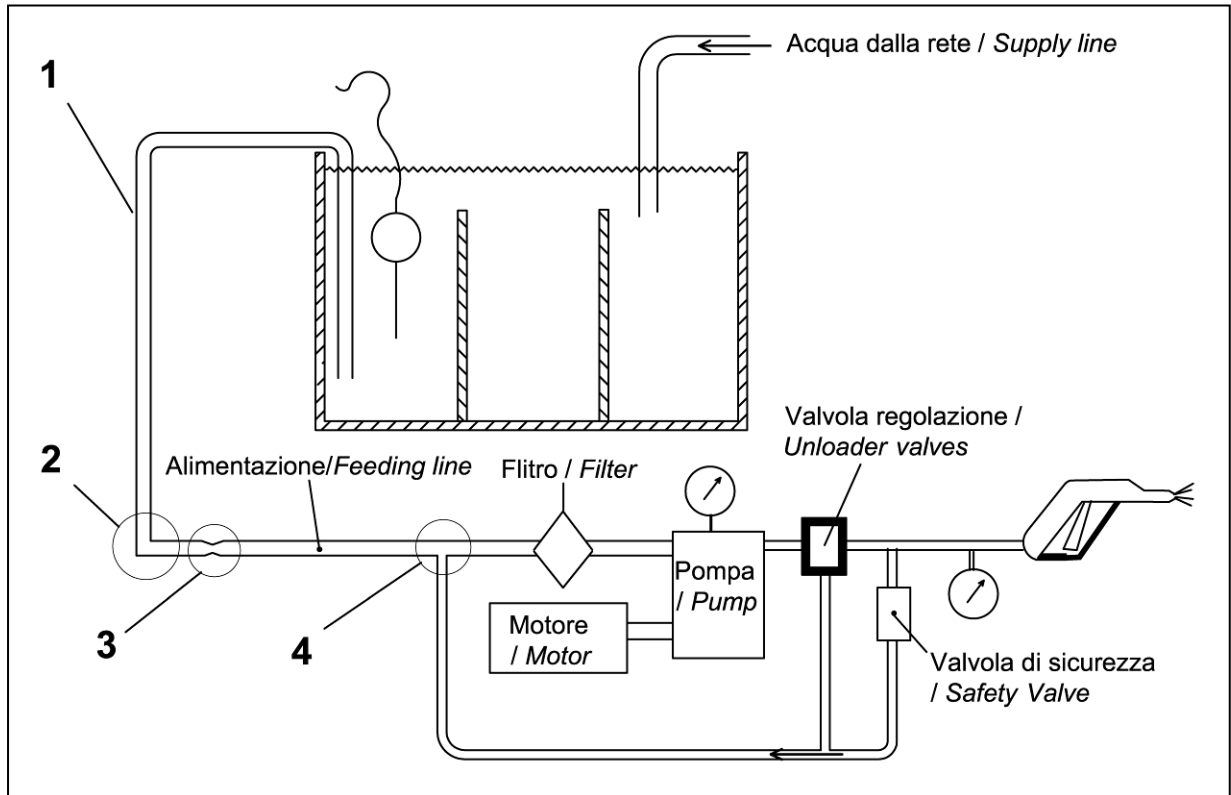 Acqua dalla rete / Supply line
1
Valvola regolazione /
Unloader valves
2
Alimentazione/Feeding line
Flitro / Filter
3
4
Pompa
/ Pump
Motore
/ Motor
Valvola di sicurezza
/ Safety Valve